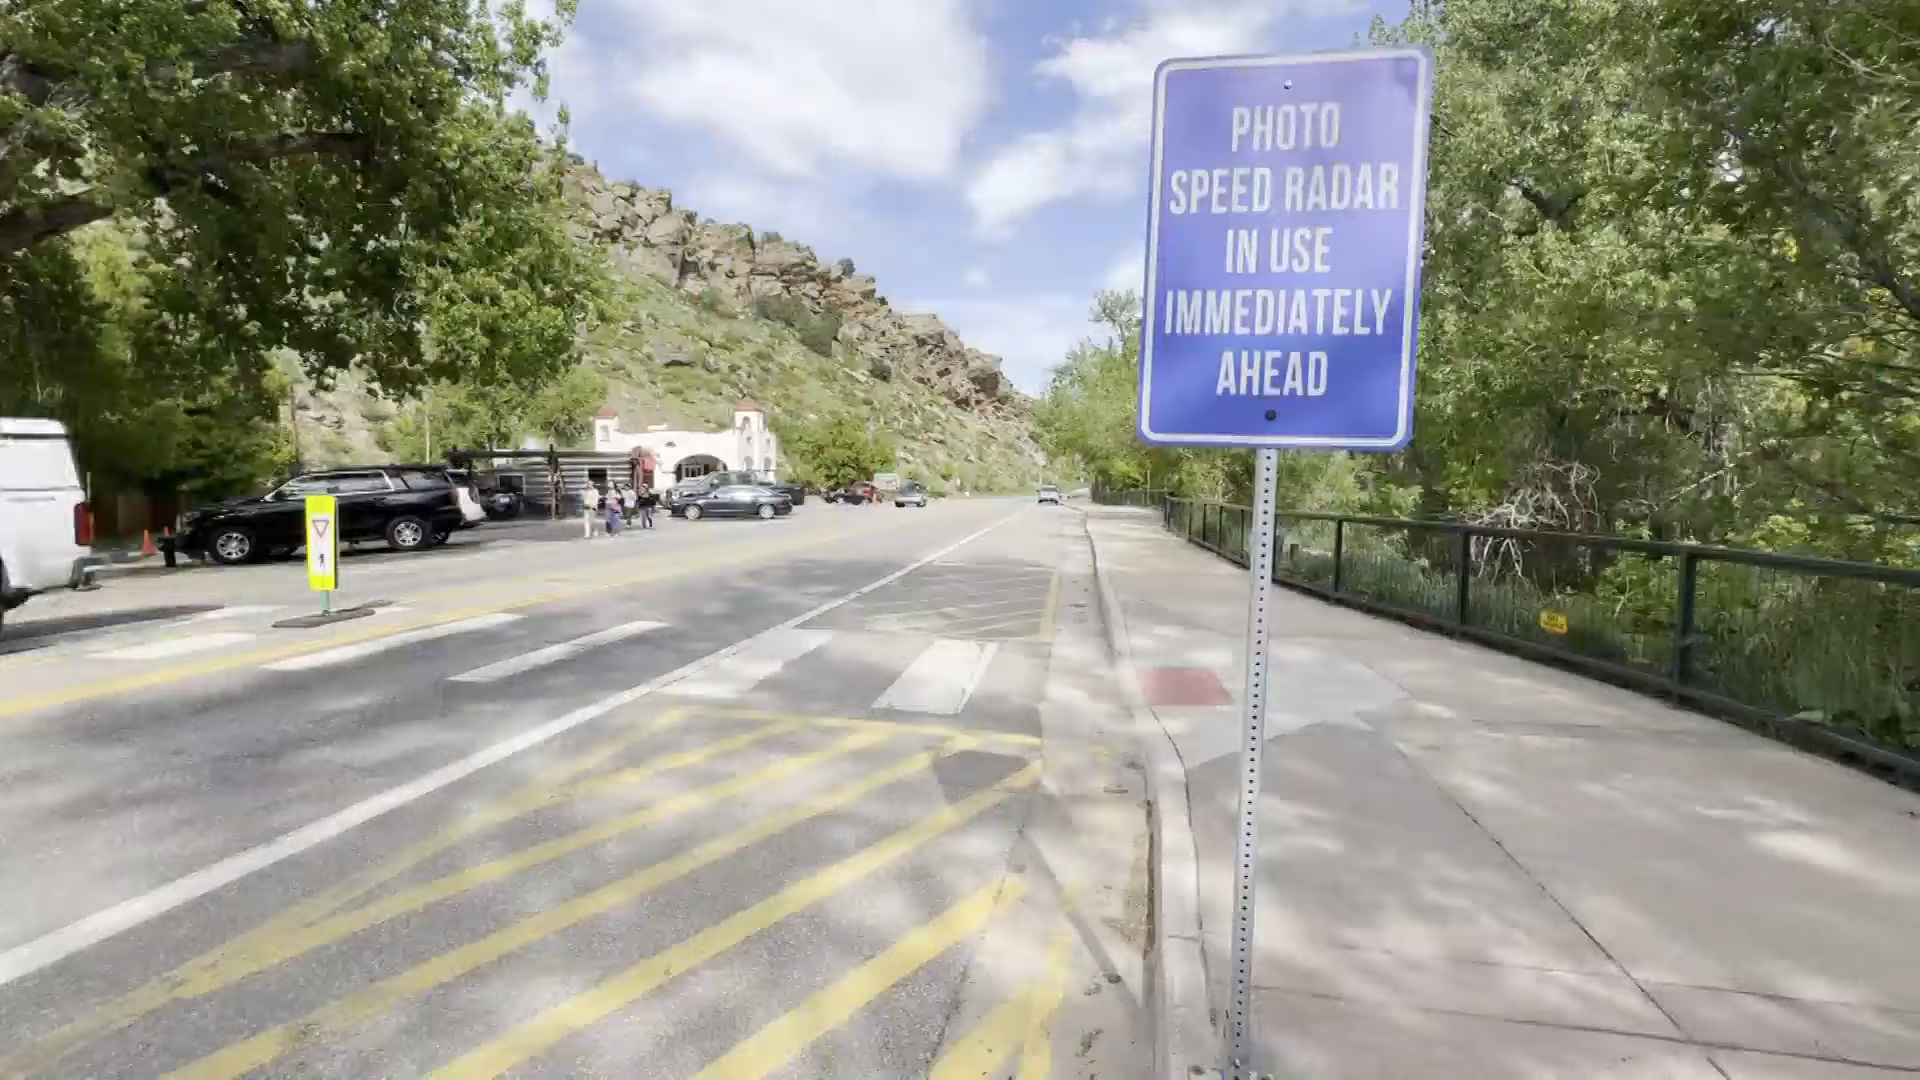 PHOTO
SPEED RADAR
IN USE
IMMEDIATELY
AHEAD